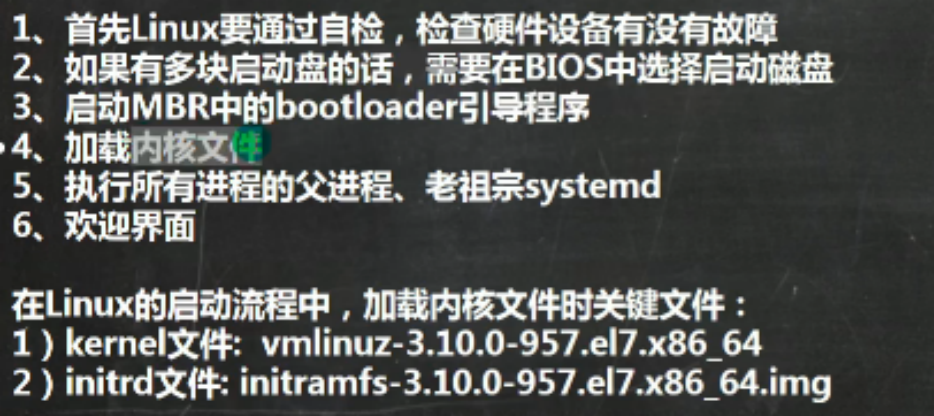 1、首先Linux要通过自检，检查硬件设备有没有故障
2、如果有多块启动盘的话，需要在BIOS中选择启动磁盘
3、启动MBR中的bootloader引导程序
4、加载内核文件
5、执行所有进程的父进程、老祖宗systemd
6、欢迎界面
在Linux的启动流程中，加载内核文件时关键文件：
1）kernel文件: vmlinuz-3.10.0-957.el7.x86_64
2）initrd文件: initramfs-3.10.0-957.el7.x86_64.img